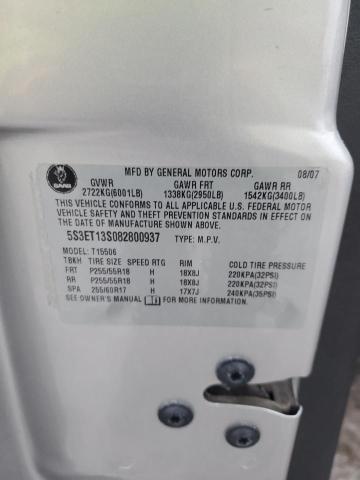 SAAB
MFD BY GENERAL MOTORS CORP. 08/07
GVWR GAWR FRT GAWR RR
2722KG(6001LB) 1338KG(2950LB) 1542KG(3400LB)
THIS VEHICLE CONFORMS TO ALL APPLICABLE U.S. FEDERAL MOTOR
VEHICLE SAFETY AND THEFT PREVENTION STANDARDS IN EFFECT ON
THE DATE OF MANUFACTURE SHOWN ABOVE.
5S3ET13S082800937 TYPE: M.P.V.
MODEL: T15506
TBK TIRE SIZE SPEED RTG RIM COLD TIRE PRESSURE
FRT P255/55R18 H 18X8J 220KPA(32PSI)
RR P255/55R18 H 18X8J 220KPA(32PSI)
SPA 255/60R17 H 17X7J 240KPA(35PSI)
SEE OWNER'S MANUAL FOR ADDITIONAL INFORMATION.